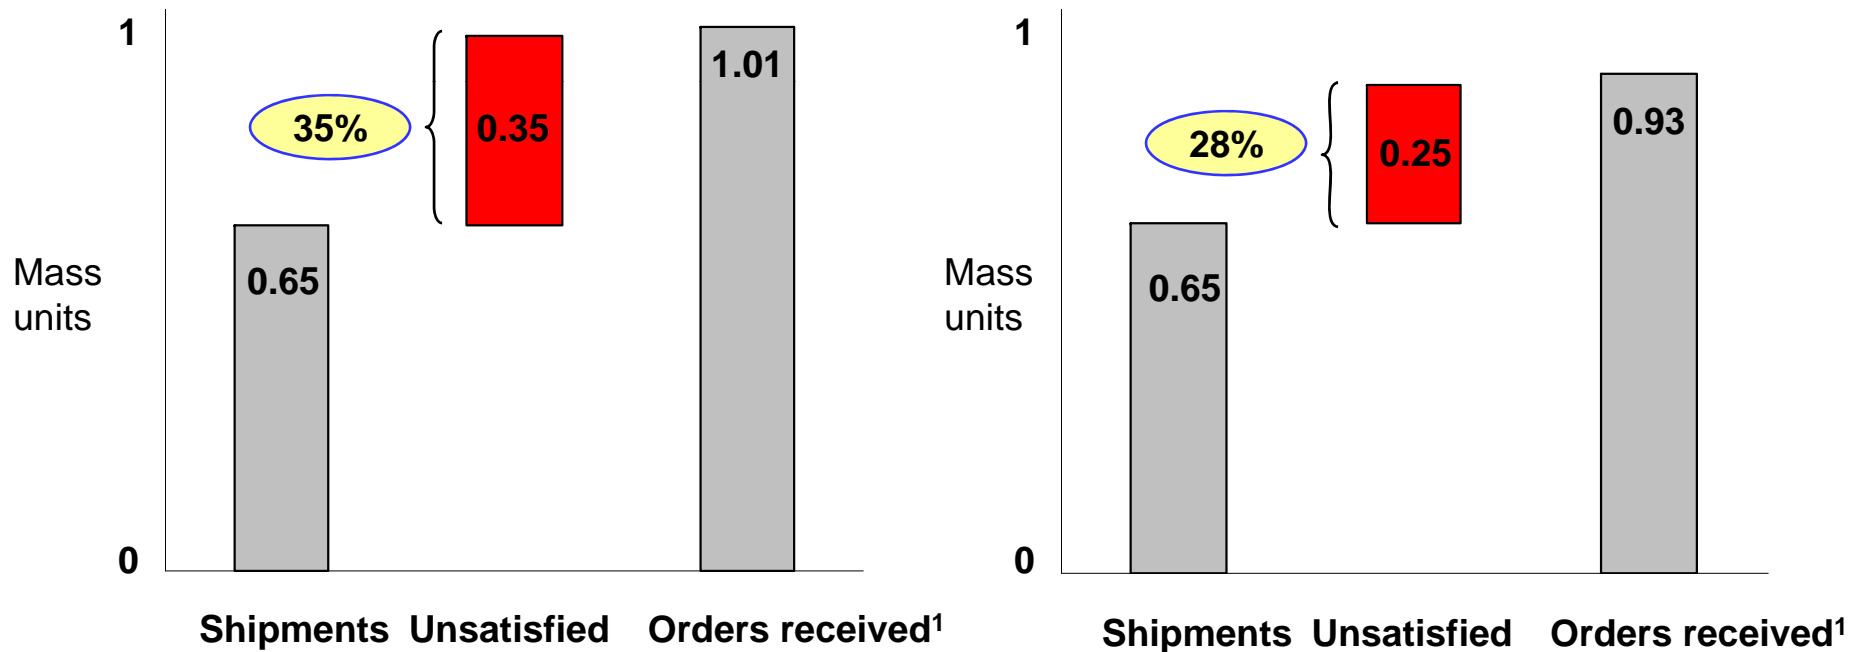 1
1.01
35%
0.35
0.65
Mass
units
0
Shipments Unsatisfied Orders received¹
1
0.93
28%
0.25
0.65
Mass
units
0
Shipments Unsatisfied Orders received¹